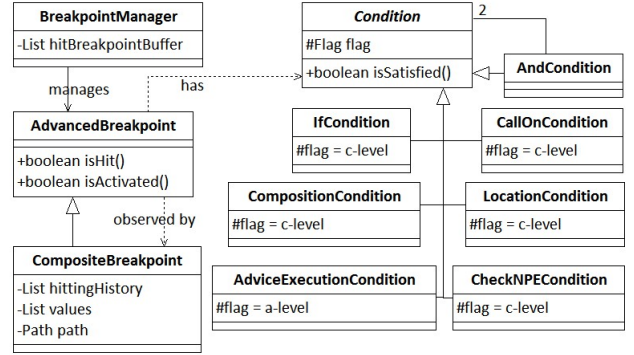 BreakpointManager
-List hitBreakpointBuffer
manages
has
AdvancedBreakpoint
+boolean isHit()
+boolean isActivated()
observed by
CompositeBreakpoint
-List hittingHistory
-List values
-Path path
Condition
#Flag flag
+boolean isSatisfied()
2
AndCondition
IfCondition
#flag = c-level
CallOnCondition
#flag = c-level
CompositionCondition
#flag = c-level
LocationCondition
#flag = c-level
AdviceExecutionCondition
#flag = a-level
CheckNPECondition
#flag = c-level